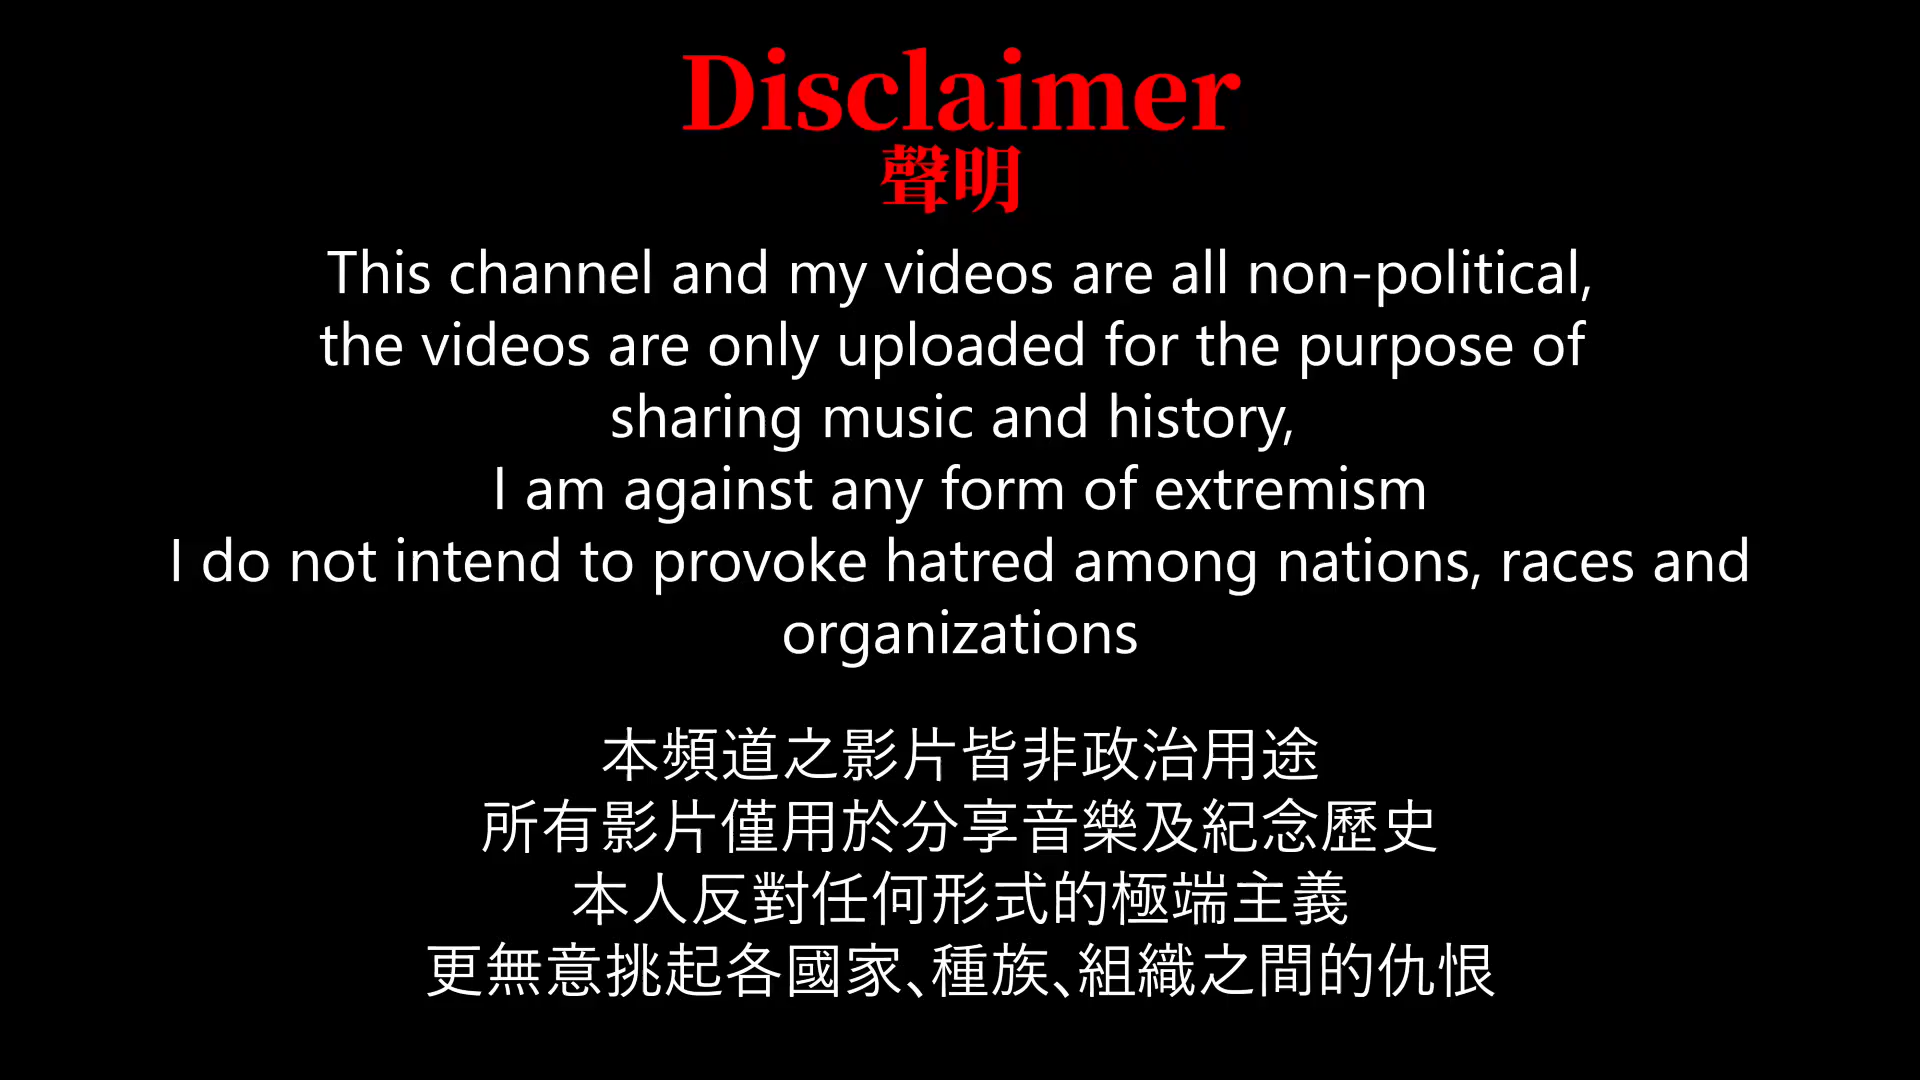 Disclaimer
聲明
This channel and my videos are all non-political,
the videos are only uploaded for the purpose of
sharing music and history,
I am against any form of extremism
I do not intend to provoke hatred among nations, races and
organizations
本頻道之影片皆非政治用途
所有影片僅用於分享音樂及紀念歷史
本人反對任何形式的極端主義
更無意挑起各國家、種族、組織之間的仇恨